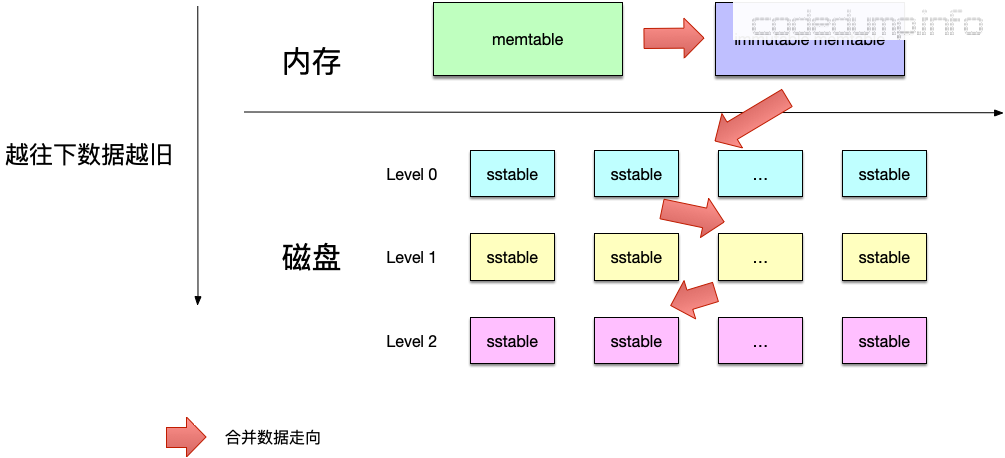 codedump.info
memtable
immutable memtable
内存
越往下数据越旧
Level 0
sstable
sstable
...
sstable
磁盘
Level 1
sstable
sstable
...
sstable
Level 2
sstable
sstable
...
sstable
合并数据走向